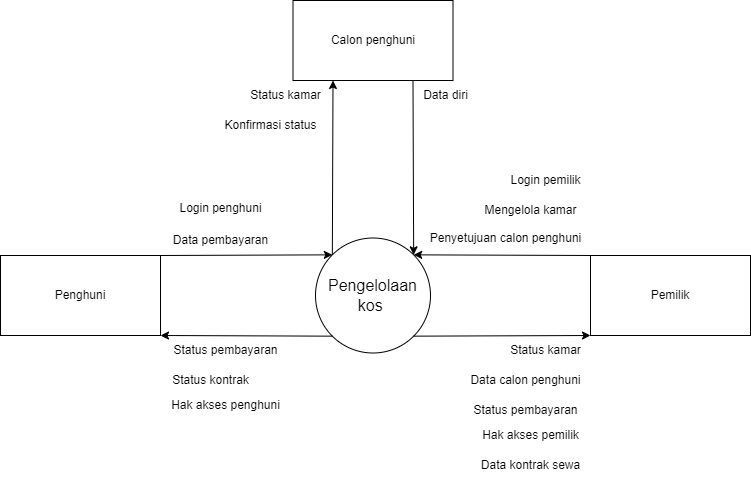 Calon penghuni
Status kamar
Data diri
Konfirmasi status
Login pemilik
Login penghuni
Mengelola kamar
Data pembayaran
Penyetujuan calon penghuni
Penghuni
Pengelolaan
kos
Pemilik
Status pembayaran
Status kamar
Status kontrak
Data calon penghuni
Hak akses penghuni
Status pembayaran
Hak akses pemilik
Data kontrak sewa